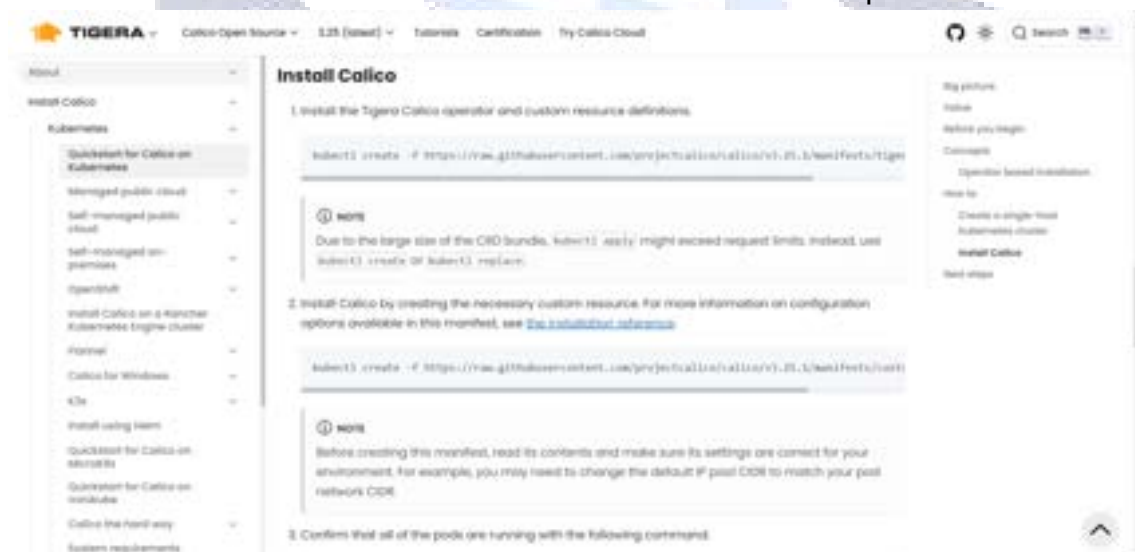 TIGERA
Calico Open Source
3.25 (latest)
Tutorials
Certification
Try Calico Cloud
Search
About
Install Calico
Kubernetes
Quickstart for Calico on
Kubernetes
Managed public cloud
Self-managed public
cloud
Self-managed on-
premises
OpenShift
Install Calico on a Rancher
Kubernetes Engine cluster
Flannel
Calico for Windows
K3s
Install using Helm
Quickstart for Calico on
MicroK8s
Quickstart for Calico on
minikube
Calico the hard way
System requirements
Install Calico
1. Install the Tigera Calico operator and custom resource definitions.
kubectl create -f https://raw.githubusercontent.com/projectcalico/calico/v3.25.1/manifests/tiger
NOTE
Due to the large size of the CRD bundle, kubectl apply might exceed request limits. Instead, use
kubectl create or kubectl replace.
2. Install Calico by creating the necessary custom resource. For more information on configuration
options available in this manifest, see the installation reference.
kubectl create -f https://raw.githubusercontent.com/projectcalico/calico/v3.25.1/manifests/cust
NOTE
Before creating this manifest, read its contents and make sure its settings are correct for your
environment. For example, you may need to change the default IP pool CIDR to match your pod
network CIDR.
3. Confirm that all of the pods are running with the following command.
Big picture
Value
Before you begin
Concepts
Operator based installation
How to
Create a single-host
Kubernetes cluster
Install Calico
Next steps